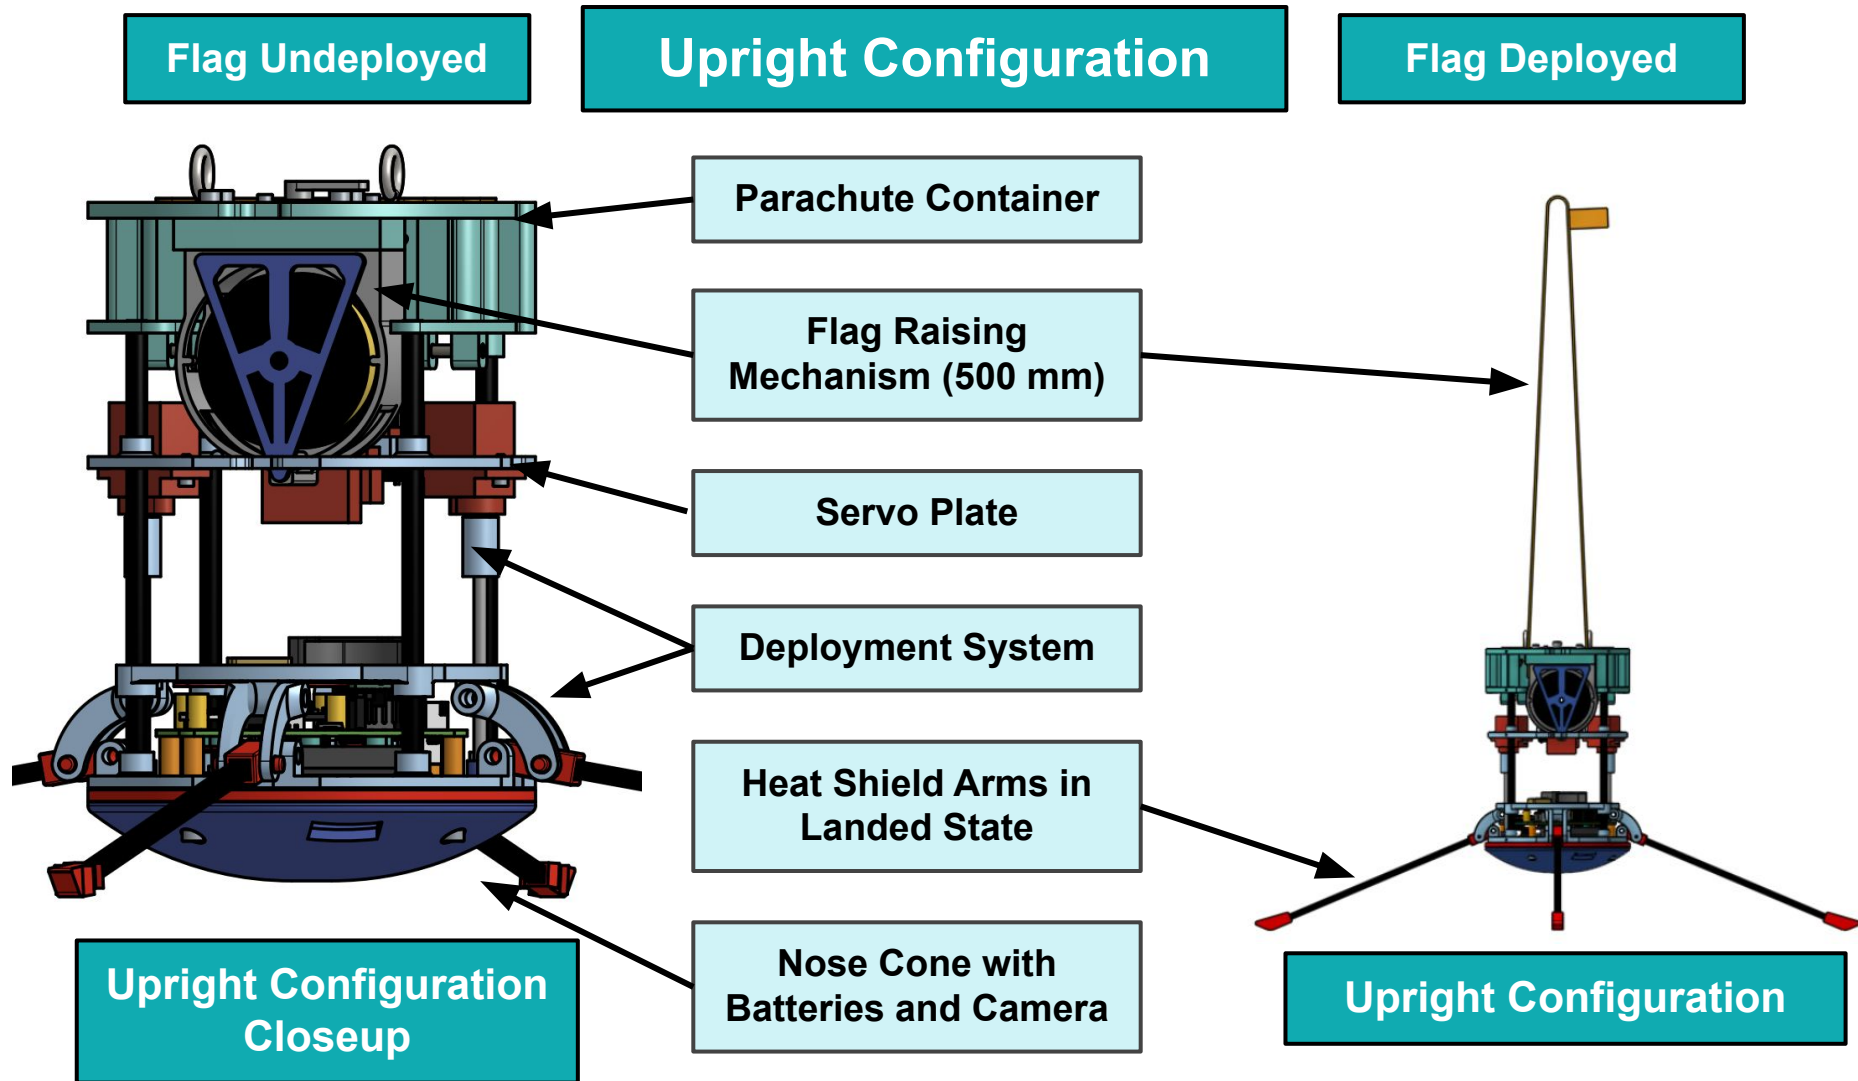 Flag Undeployed
Upright Configuration
Flag Deployed
Parachute Container
Flag Raising
Mechanism (500 mm)
Servo Plate
Deployment System
Heat Shield Arms in
Landed State
Nose Cone with
Batteries and Camera
Upright Configuration
Closeup
Upright Configuration